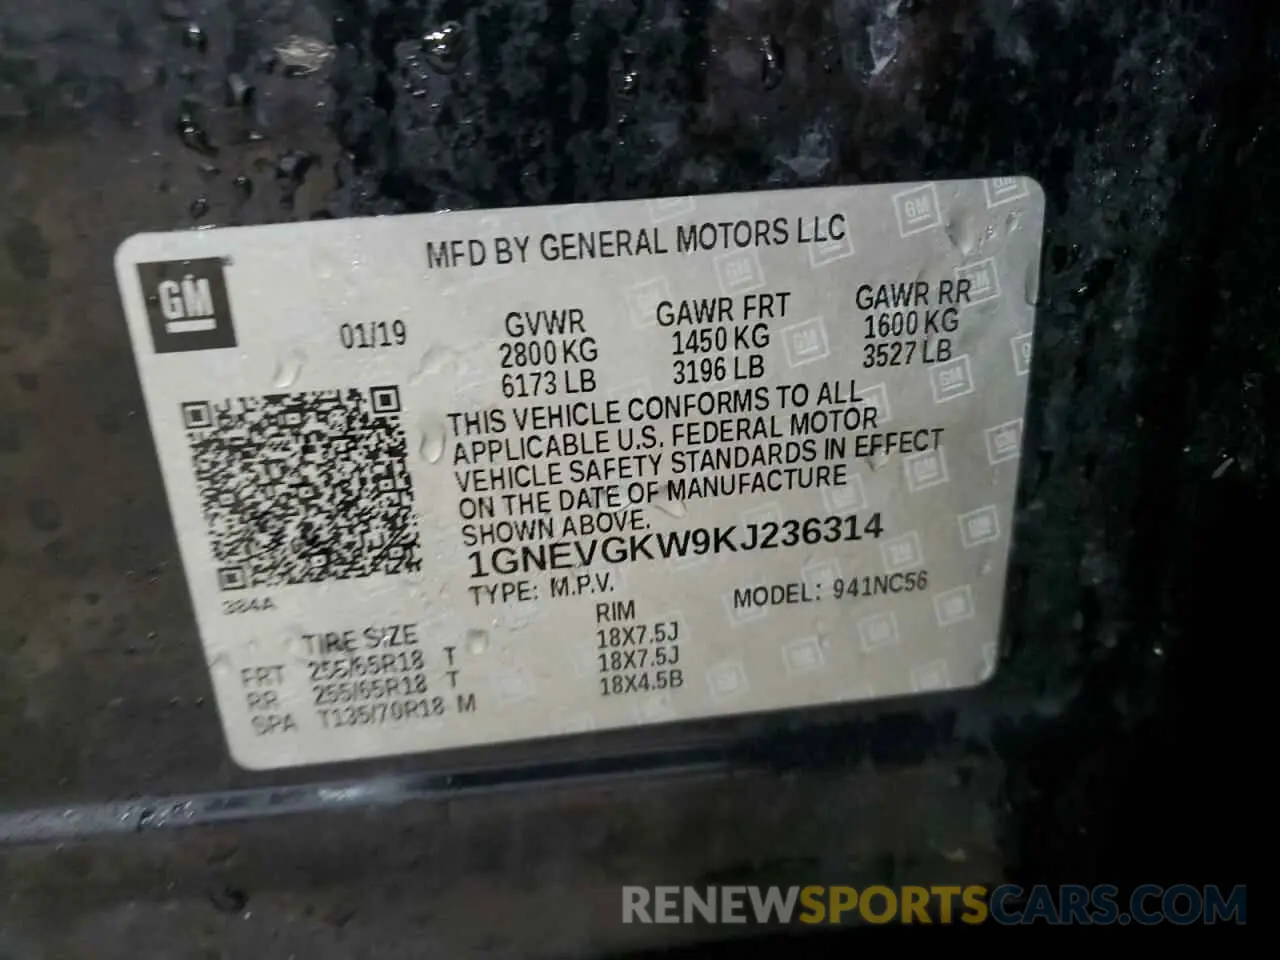 GM
MFD BY GENERAL MOTORS LLC
01/19
GVWR GAWR FRT GAWR RR
2800 KG 1450 KG 1600 KG
6173 LB 3196 LB 3527 LB
THIS VEHICLE CONFORMS TO ALL
APPLICABLE U.S. FEDERAL MOTOR
VEHICLE SAFETY STANDARDS IN EFFECT
ON THE DATE OF MANUFACTURE
SHOWN ABOVE.
1GNEVGKW9KJ236314
TYPE: M.P.V. MODEL: 941NC56
384A
TIRE SIZE RIM
FRT 255/65R18 T 18X7.5J
RR 255/65R18 T 18X7.5J
SPA T135/70R18 M 18X4.5B
RENEWSPORTSCARS.COM